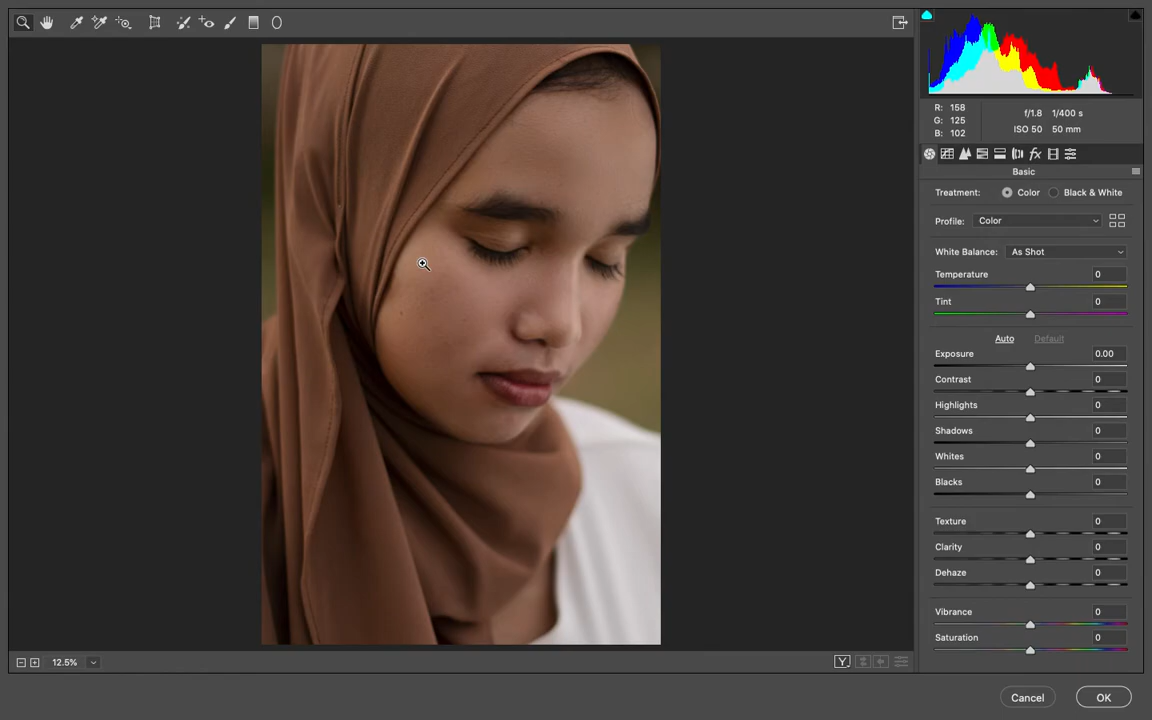 R: 158
G: 125
B: 102
f/1.8 1/400 s
ISO 50 50 mm
fx
Basic
Treatment: Color Black & White
Profile: Color
White Balance: As Shot
Temperature 0
Tint 0
Auto Default
Exposure 0.00
Contrast 0
Highlights 0
Shadows 0
Whites 0
Blacks 0
Texture 0
Clarity 0
Dehaze 0
Vibrance 0
Saturation 0
12.5% Y
Cancel OK